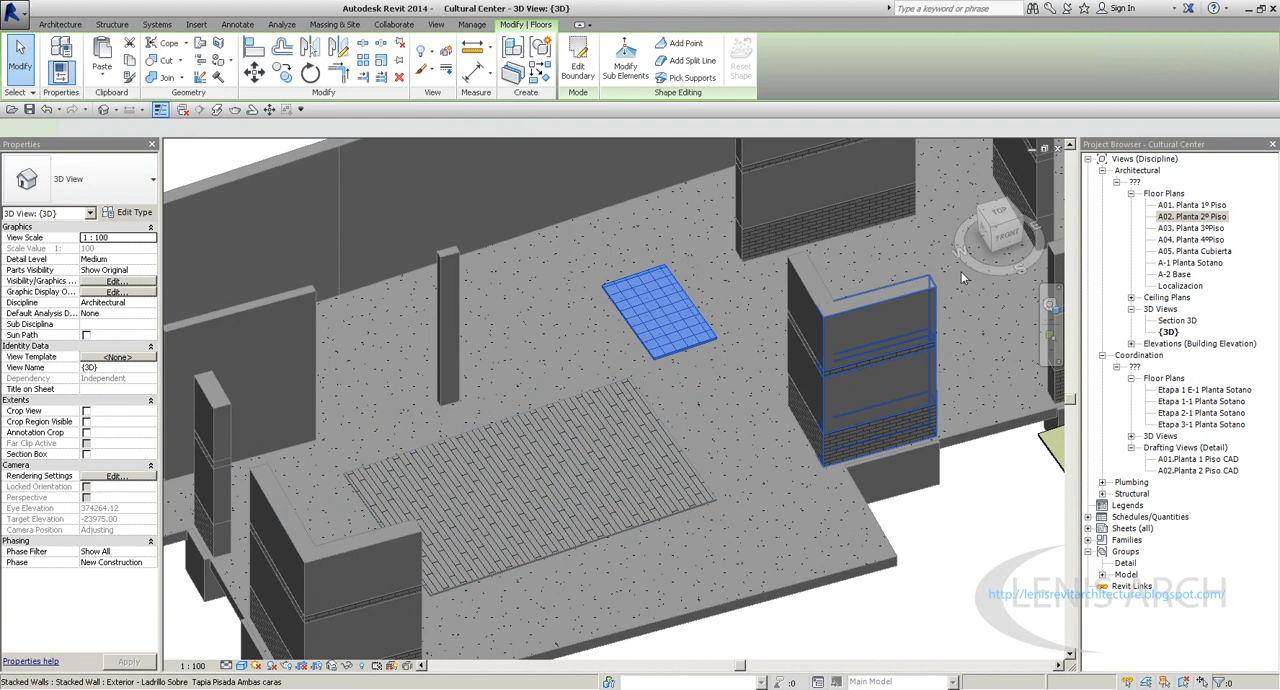 Autodesk Revit 2014 - Cultural Center - 3D View: {3D}
Type a keyword or phrase
Sign In
Architecture Structure Systems Insert Annotate Analyze Massing & Site Collaborate View Manage Modify | Floors
Modify
Properties
Paste
Cope
Cut
Join
Edit Boundary
Modify Sub Elements
Add Point
Add Split Line
Pick Supports
Reset Shape
Select Properties Clipboard Geometry Modify View Measure Create Mode Shape Editing
Properties
3D View
3D View: {3D}
Edit Type
Graphics
View Scale 1 : 100
Scale Value 1: 100
Detail Level Medium
Parts Visibility Show Original
Visibility/Graphics ... Edit...
Graphic Display O... Edit...
Discipline Architectural
Default Analysis D... None
Sub Discipline
Sun Path
Identity Data
View Template <None>
View Name {3D}
Dependency Independent
Title on Sheet
Extents
Crop View
Crop Region Visible
Annotation Crop
Far Clip Active
Section Box
Camera
Rendering Settings Edit...
Locked Orientation
Perspective
Eye Elevation 374264.12
Target Elevation -23975.00
Camera Position Adjusting
Phasing
Phase Filter Show All
Phase New Construction
Properties help
Apply
TOP
FRONT
W
S
E
Project Browser - Cultural Center
Views (Discipline)
Architectural
???
Floor Plans
A01. Planta 1º Piso
A02. Planta 2º Piso
A03. Planta 3ºPiso
A04. Planta 4ºPiso
A05. Planta Cubierta
A-1 Planta Sotano
A-2 Base
Localizacion
Ceiling Plans
3D Views
Section 3D
{3D}
Elevations (Building Elevation)
Coordination
???
Floor Plans
Etapa 1 E-1 Planta Sotano
Etapa 1-1 Planta Sotano
Etapa 2-1 Planta Sotano
Etapa 3-1 Planta Sotano
3D Views
Drafting Views (Detail)
A01.Planta 1 Piso CAD
A02.Planta 2 Piso CAD
Plumbing
Structural
Legends
Schedules/Quantities
Sheets (all)
Families
Groups
Detail
Model
Revit Links
LENIS ARCH
http://lenisrevitarchitecture.blogspot.com/
1 : 100
Stacked Walls : Stacked Wall : Exterior - Ladrillo Sobre Tapia Pisada Ambas caras
:0
Main Model
:0